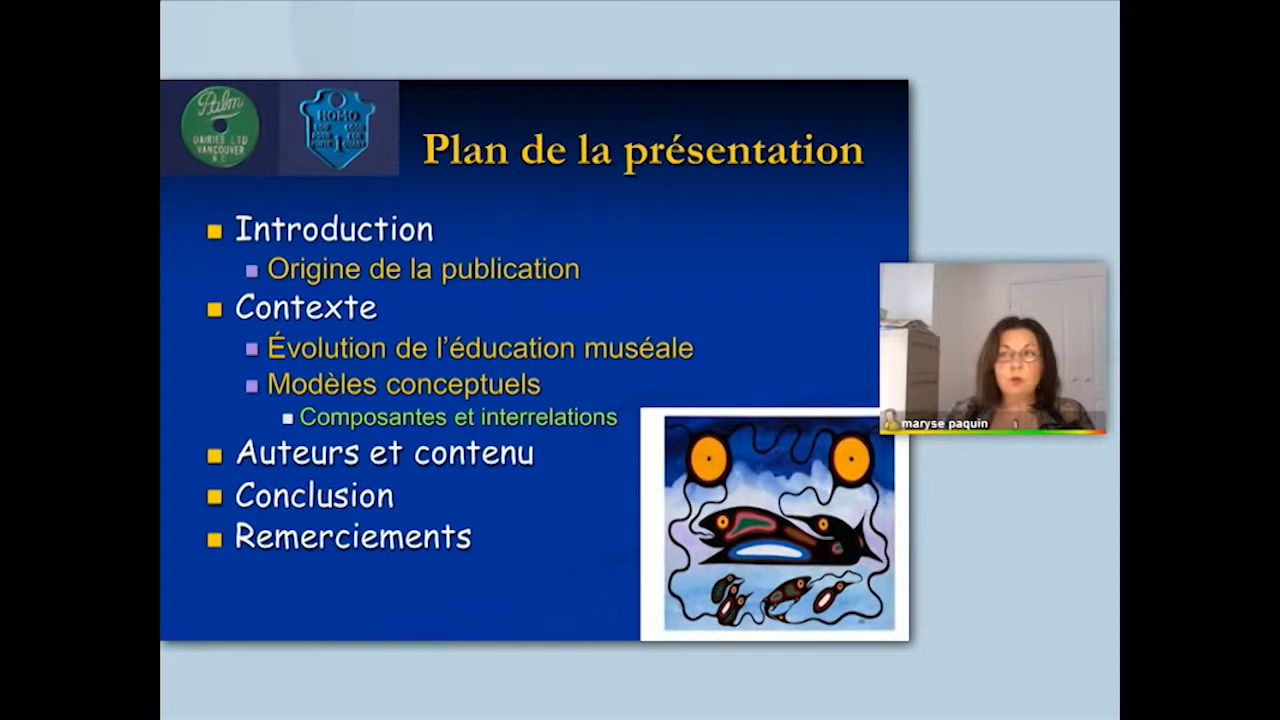 Palm
DAIRIES LTD
VANCOUVER
B.C.
HOMO
Plan de la présentation
Introduction
Origine de la publication
Contexte
Évolution de l'éducation muséale
Modèles conceptuels
Composantes et interrelations
Auteurs et contenu
Conclusion
Remerciements
maryse paquin